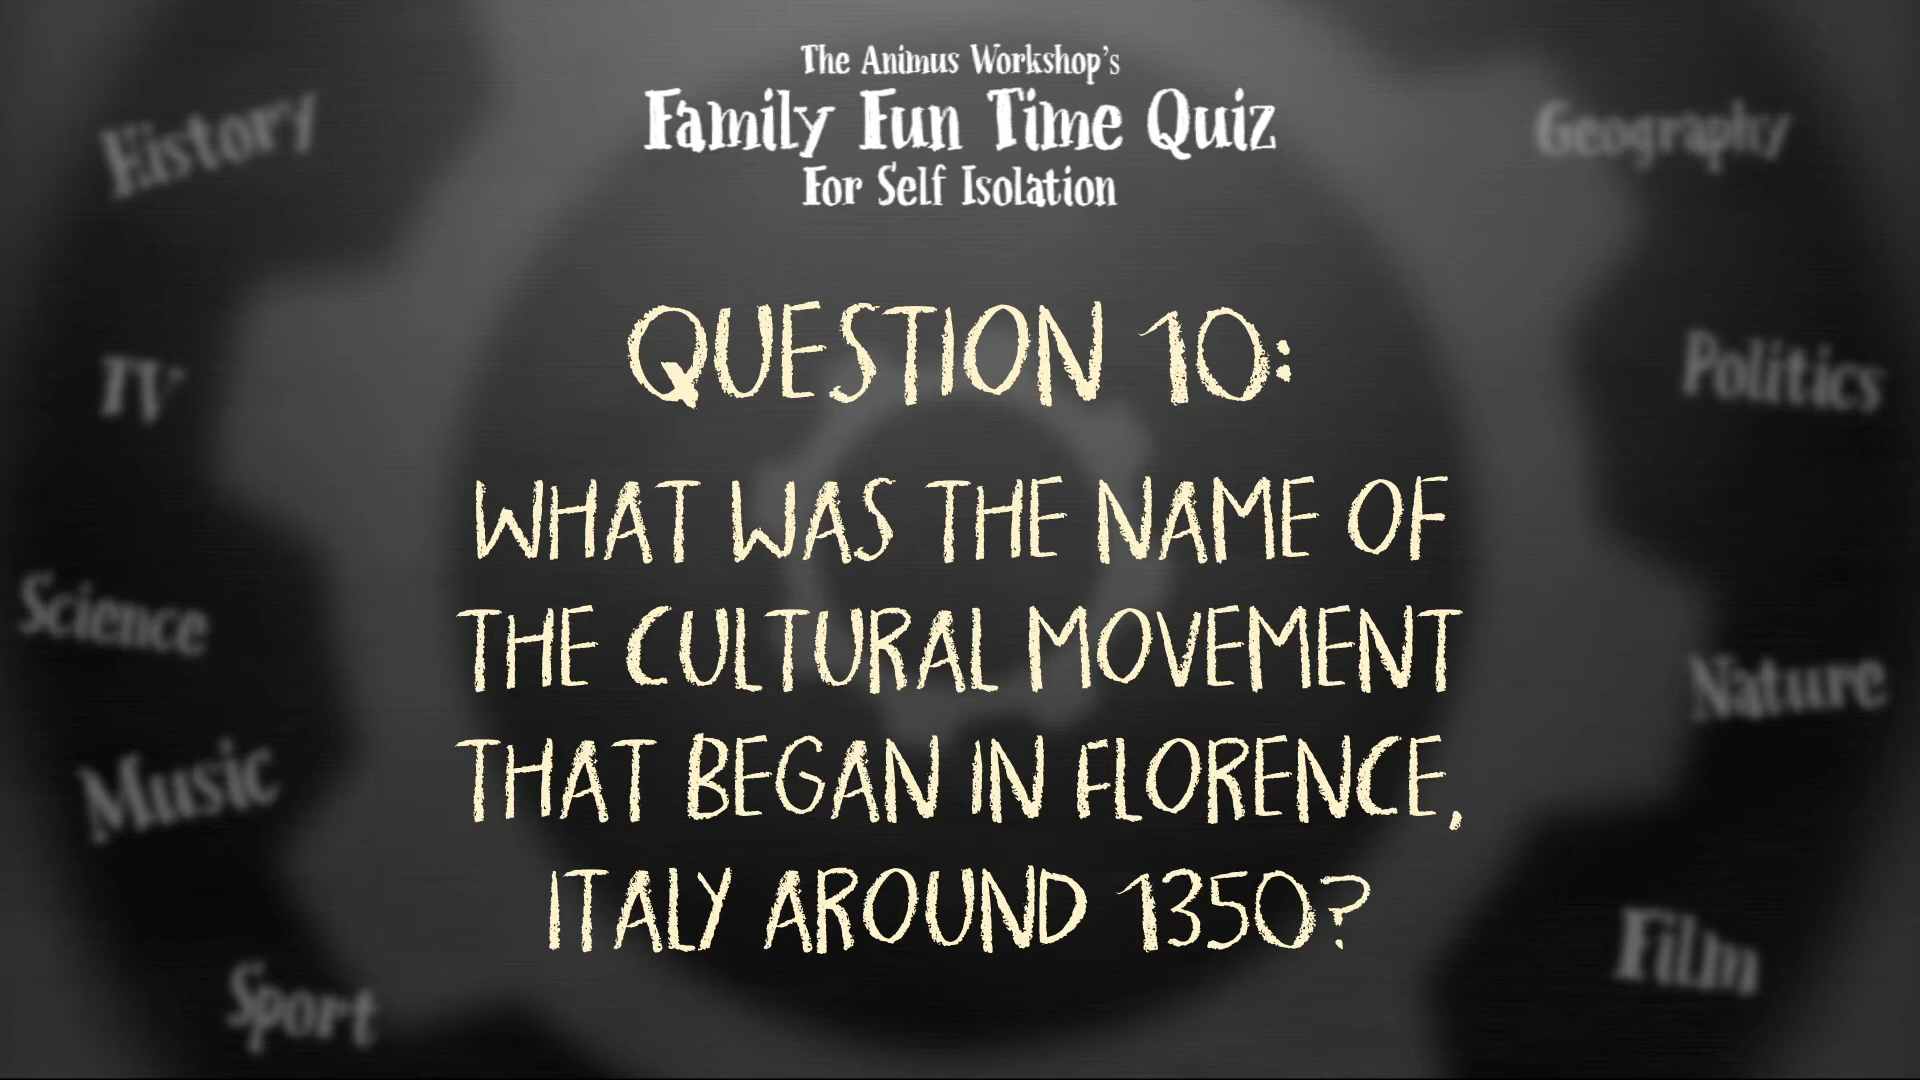 The Animus Workshop's
Family Fun Time Quiz
For Self Isolation
History
Geography
QUESTION 10:
TV
Politics
WHAT WAS THE NAME OF
THE CULTURAL MOVEMENT
THAT BEGAN IN FLORENCE,
ITALY AROUND 1350?
Science
Nature
Music
Film
Sport